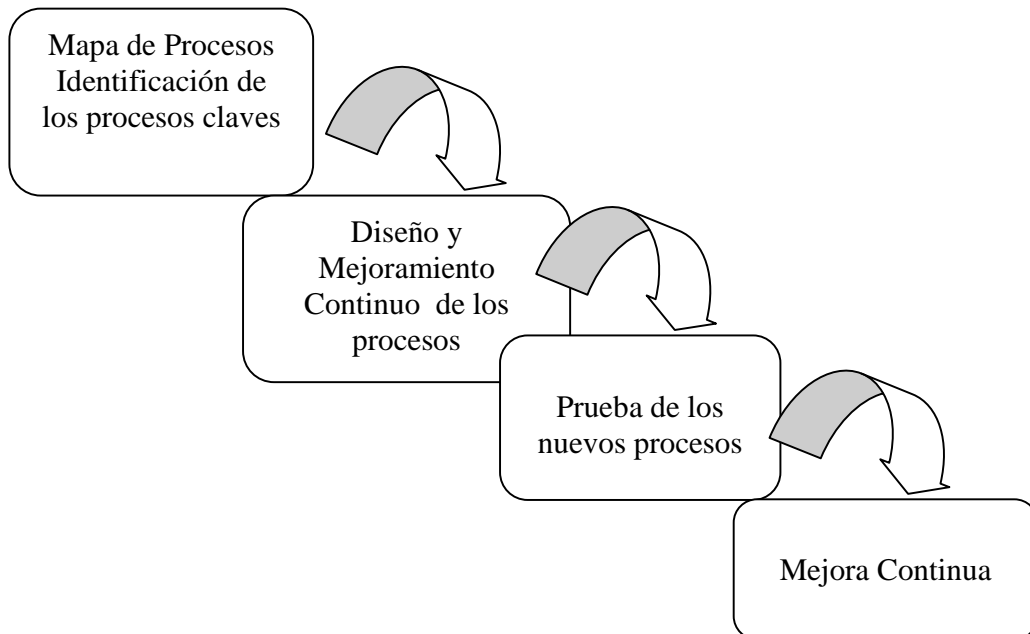 Mapa de Procesos
Identificación de
los procesos claves
Diseño y
Mejoramiento
Continuo de los
procesos
Prueba de los
nuevos procesos
Mejora Continua